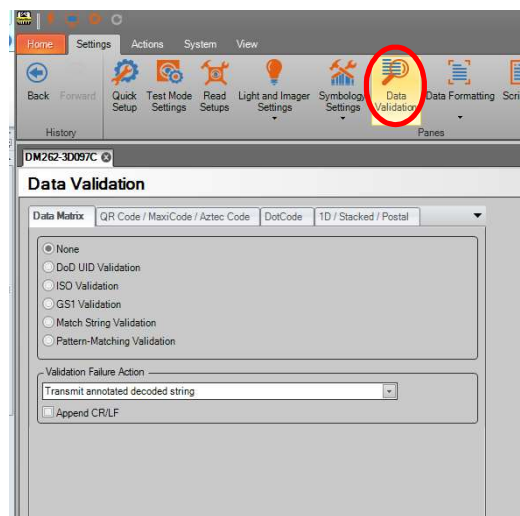 Home Settings Actions System View
Back Forward Quick Setup Test Mode Settings Read Setups Light and Imager Settings Symbology Settings Data Validation Data Formatting
History Panes
DM262-3D097C
Data Validation
Data Matrix QR Code / MaxiCode / Aztec Code DotCode 1D / Stacked / Postal
None
DoD UID Validation
ISO Validation
GS1 Validation
Match String Validation
Pattern-Matching Validation
Validation Failure Action
Transmit annotated decoded string
Append CR/LF